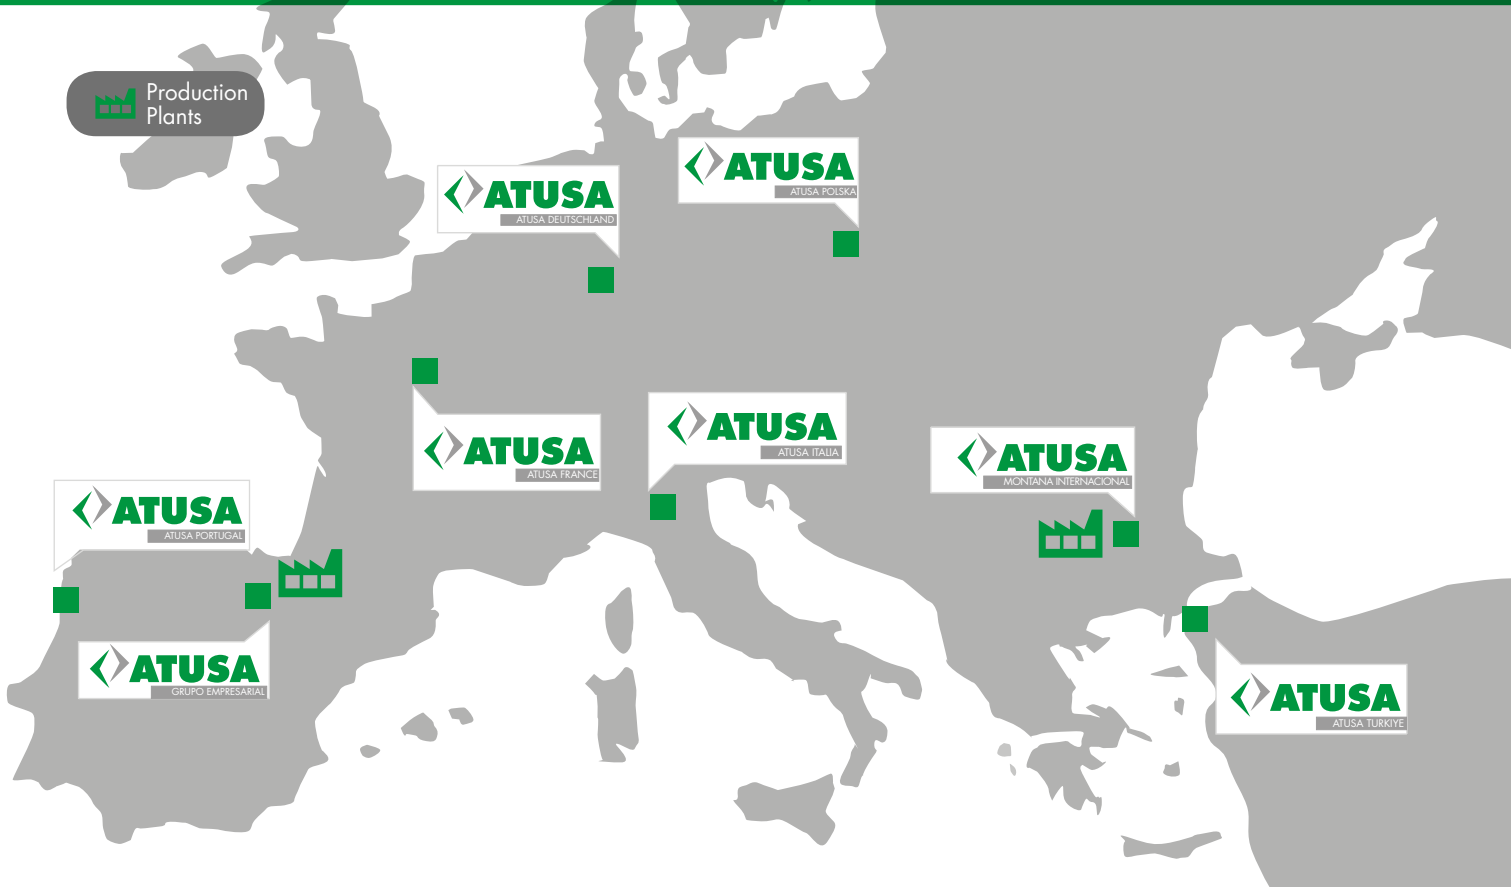 Production
Plants
ATUSA
ATUSA POLSKA
ATUSA
ATUSA DEUTSCHLAND
ATUSA
ATUSA FRANCE
ATUSA
ATUSA ITALIA
ATUSA
MONTANA INTERNACIONAL
ATUSA
ATUSA PORTUGAL
ATUSA
GRUPO EMPRESARIAL
ATUSA
ATUSA TURKIYE